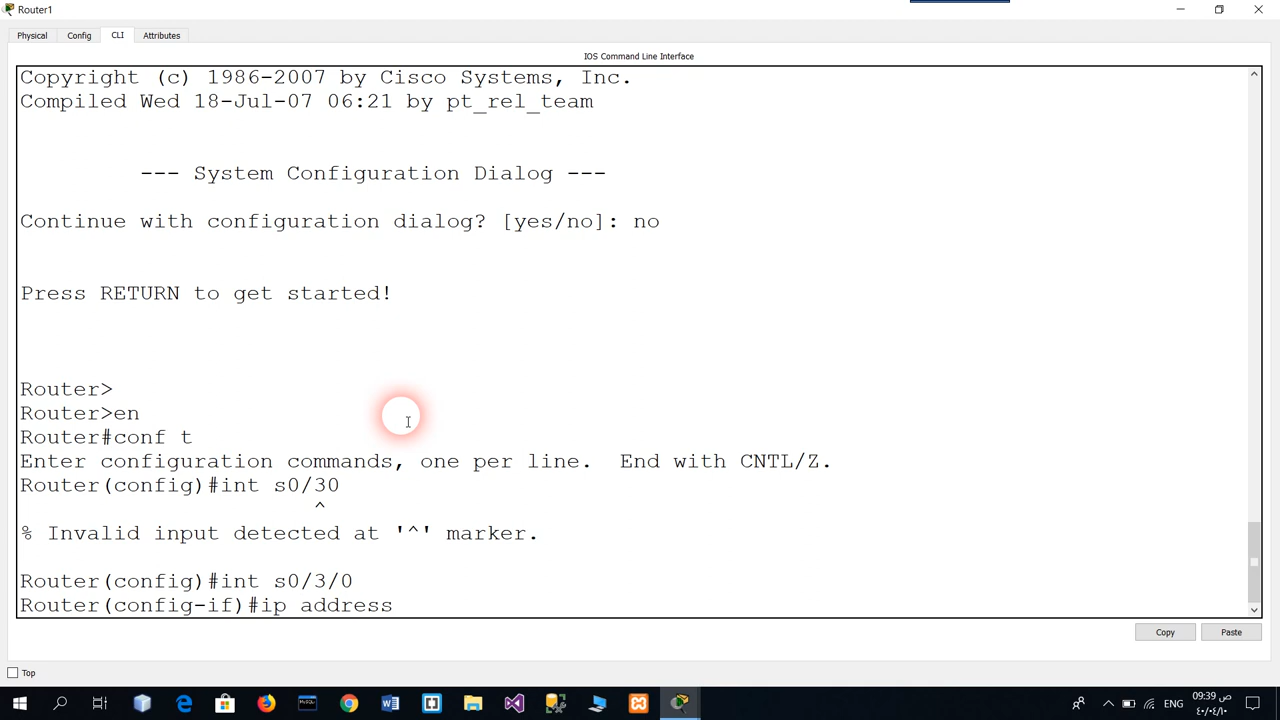 Router1
Physical Config CLI Attributes
IOS Command Line Interface
Copyright (c) 1986-2007 by Cisco Systems, Inc.
Compiled Wed 18-Jul-07 06:21 by pt_rel_team
--- System Configuration Dialog ---
Continue with configuration dialog? [yes/no]: no
Press RETURN to get started!
Router>
Router>en
Router#conf t
Enter configuration commands, one per line. End with CNTL/Z.
Router(config)#int s0/30
^
% Invalid input detected at '^' marker.
Router(config)#int s0/3/0
Router(config-if)#ip address
Copy Paste
Top
ENG
09:39 ص